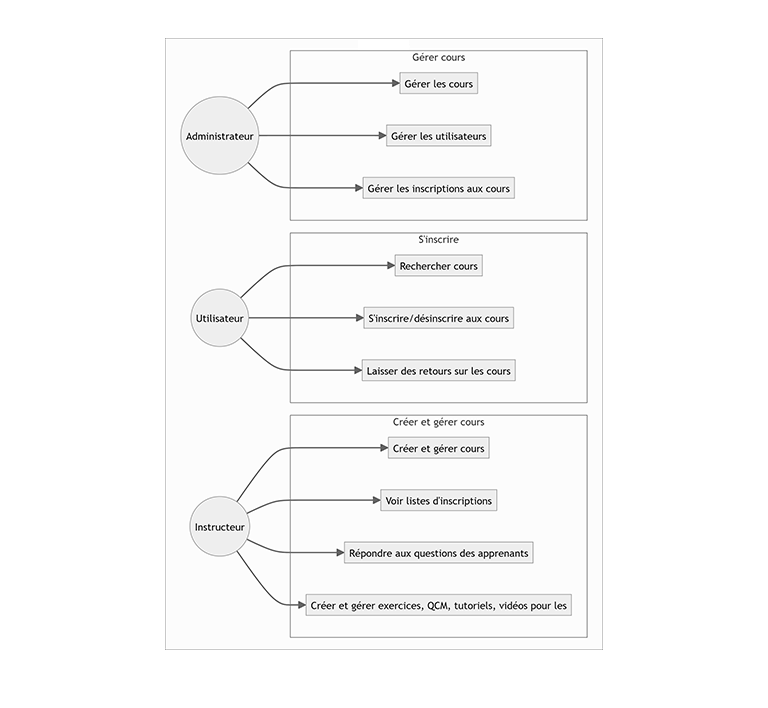 Gérer cours
Gérer les cours
Administrateur
Gérer les utilisateurs
Gérer les inscriptions aux cours
S'inscrire
Rechercher cours
Utilisateur
S'inscrire/désinscrire aux cours
Laisser des retours sur les cours
Créer et gérer cours
Créer et gérer cours
Voir listes d'inscriptions
Instructeur
Répondre aux questions des apprenants
Créer et gérer exercices, QCM, tutoriels, vidéos pour les